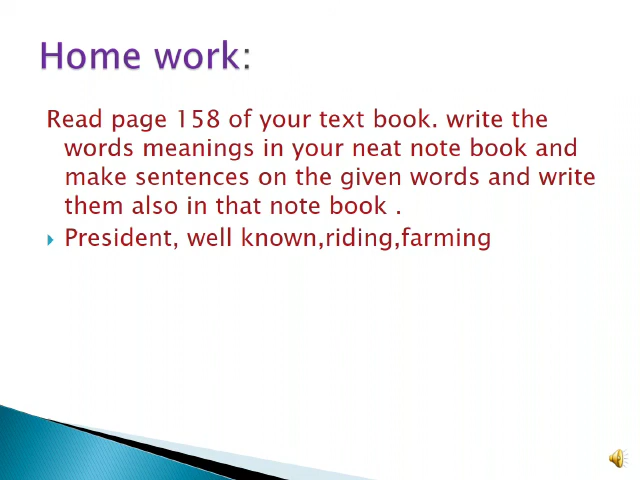 Home work:
Read page 158 of your text book. write the
words meanings in your neat note book and
make sentences on the given words and write
them also in that note book .
President, well known,riding,farming